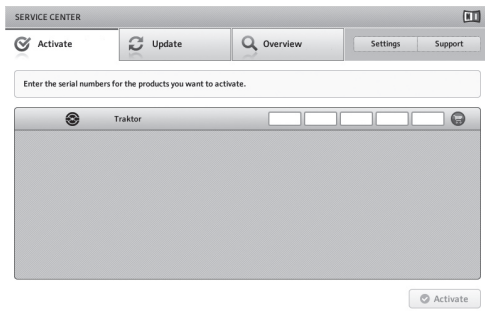 SERVICE CENTER
Activate
Update
Overview
Settings
Support
Enter the serial numbers for the products you want to activate.
Traktor
Activate